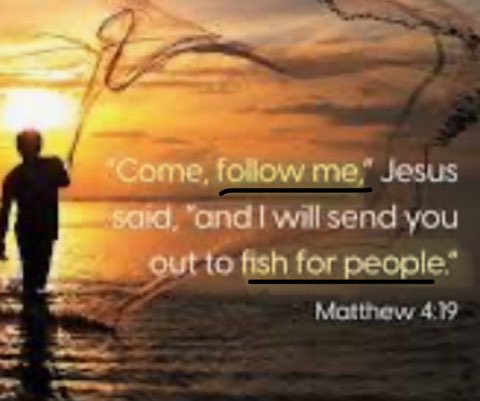 "Come, follow me," Jesus
said, "and I will send you
out to fish for people."
Matthew 4:19